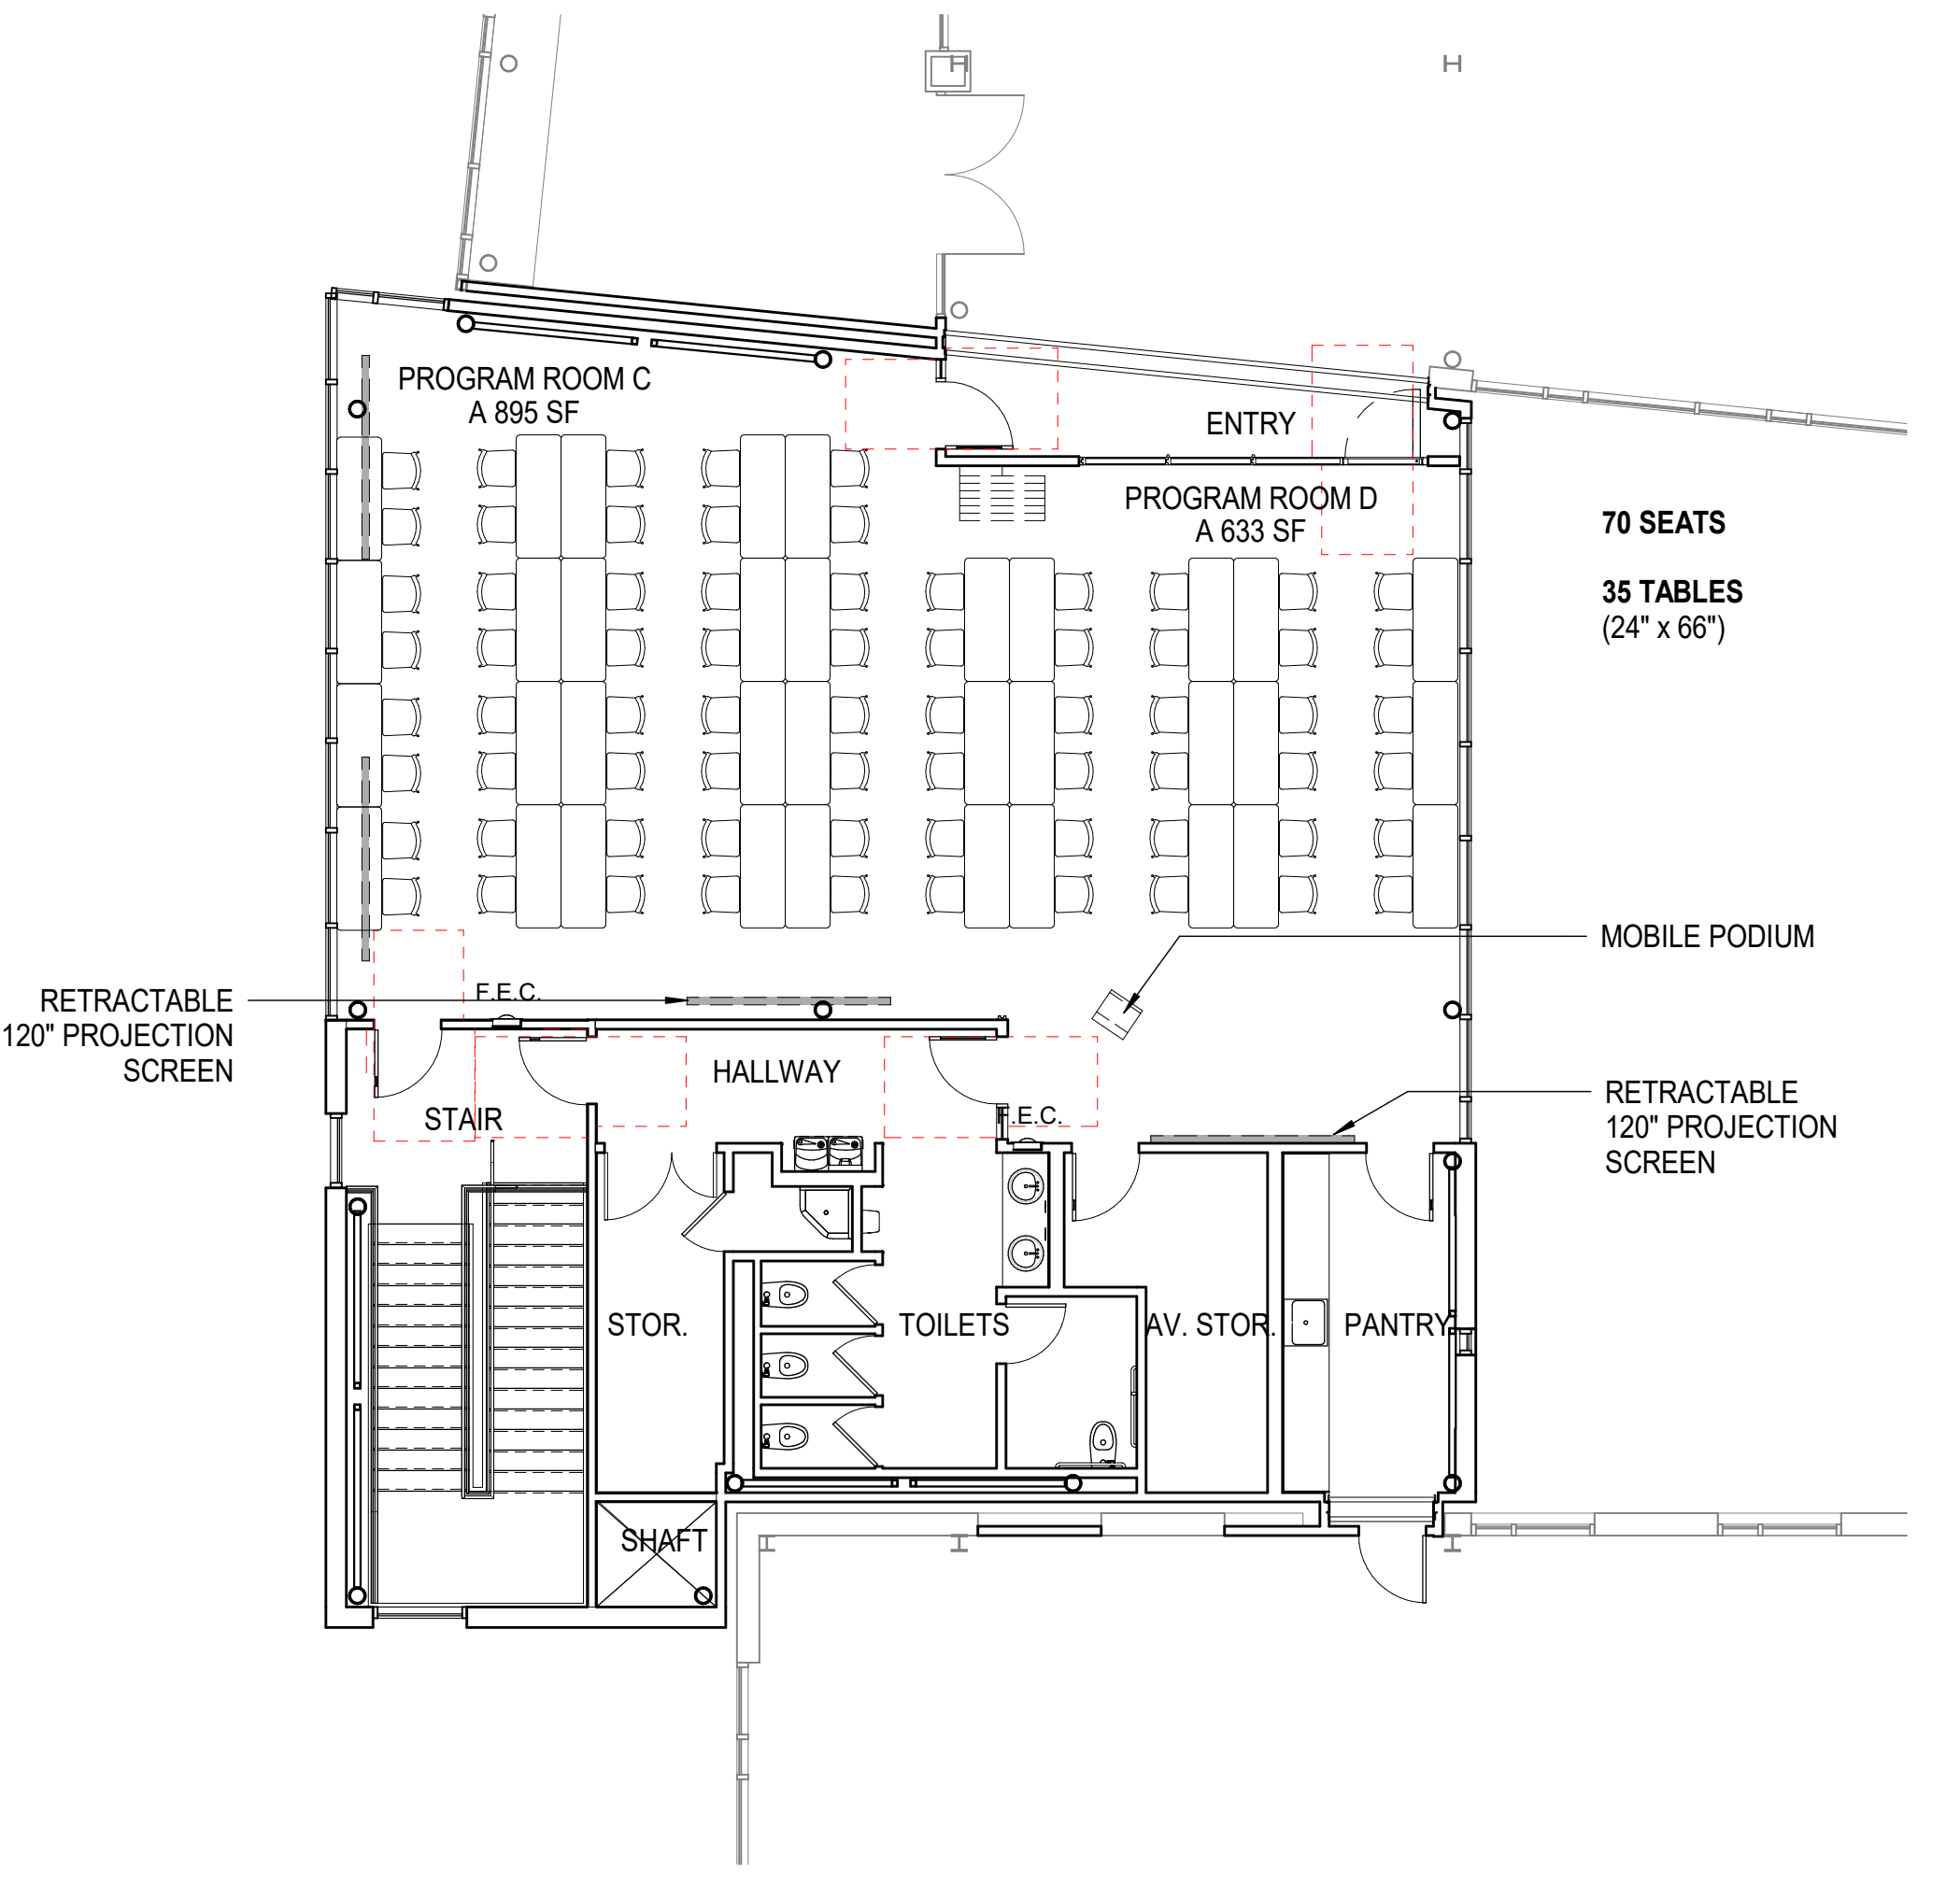 PROGRAM ROOM C
A 895 SF
ENTRY
PROGRAM ROOM D
A 633 SF
70 SEATS
35 TABLES
(24" x 66")
MOBILE PODIUM
RETRACTABLE
120" PROJECTION
SCREEN
F.E.C.
HALLWAY
STAIR
F.E.C.
RETRACTABLE
120" PROJECTION
SCREEN
STOR.
TOILETS
AV. STOR.
PANTRY
SHAFT